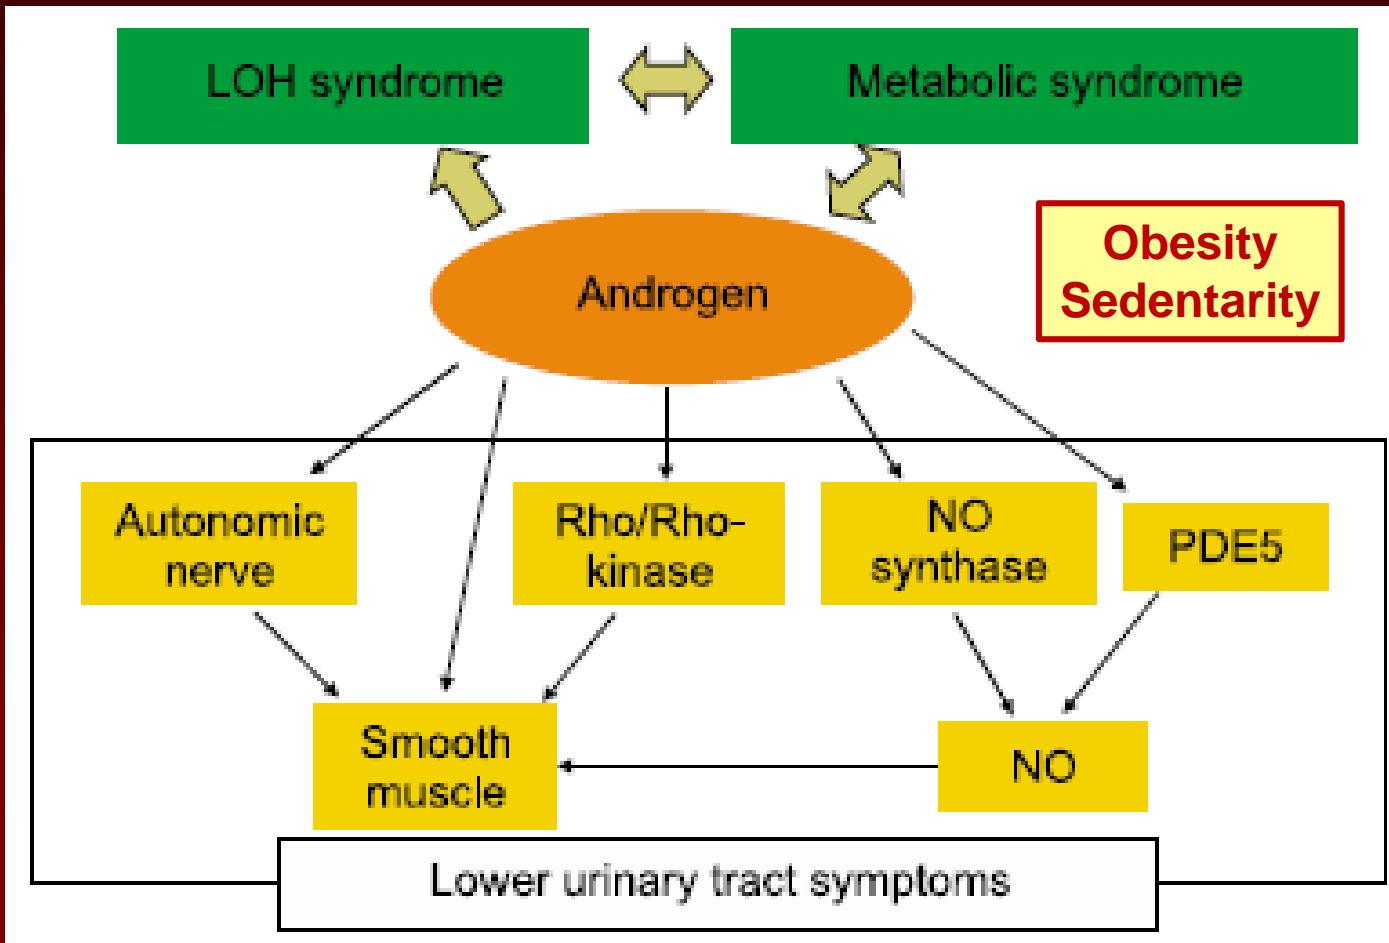 LOH syndrome
Metabolic syndrome
Obesity
Sedentarity
Androgen
Autonomic
nerve
Rho/Rho-
kinase
NO
synthase
PDE5
Smooth
muscle
NO
Lower urinary tract symptoms